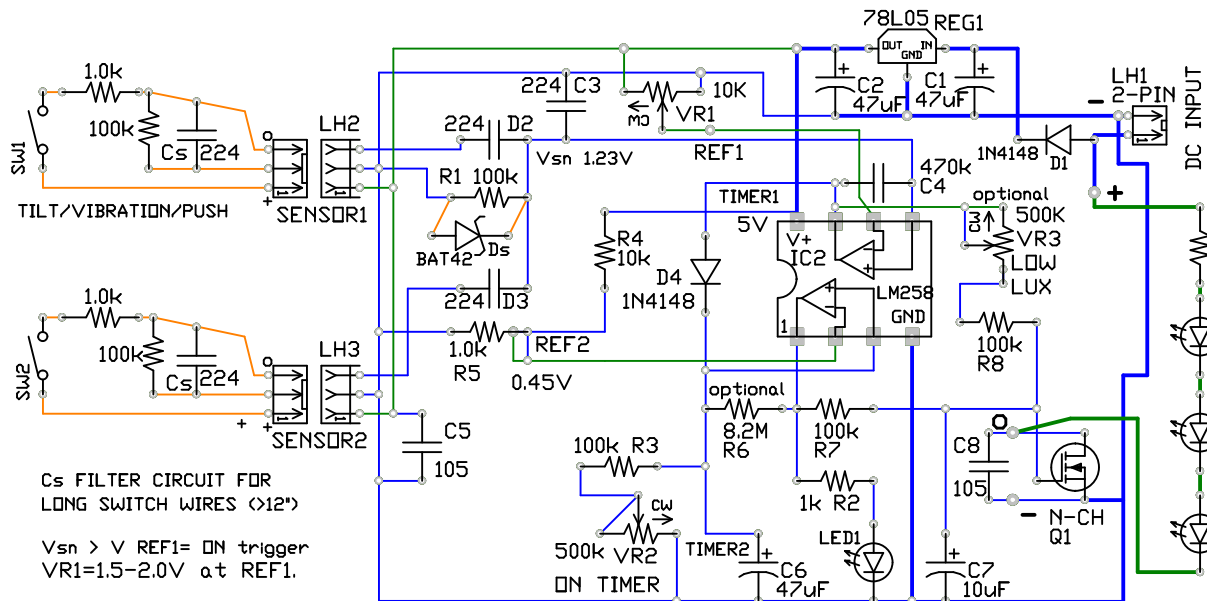 78L05 REG1
OUT IN
GND
1.0k
100k
Cs 224
SW1
O
1
+
LH2
SENSOR1
TILT/VIBRATION/PUSH
224 C3
224 D2
Vsn 1.23V
R1 100k
BAT42 Ds
224 D3
CW
VR1
10K
REF1
+
C2
47uF
+
C1
47uF
LH1
2-PIN
-
DC INPUT
1N4148 D1
+
470k
C4
optional
500K
CW
VR3
LOW
LUX
TIMER1
5V
V+
IC2
LM258
GND
1
-
+
+
-
R4
10k
D4
1N4148
R8
100k
1.0k
100k
Cs 224
SW2
O
1
+
+
LH3
SENSOR2
1.0k
R5
REF2
0.45V
C5
105
optional
8.2M
R6
100k
R7
100k R3
1k R2
CW
500k VR2
ON TIMER
TIMER2
+
C6
47uF
LED1
+
C7
10uF
C8
105
O
-
N-CH
Q1
Cs FILTER CIRCUIT FOR
LONG SWITCH WIRES (>12")
Vsn > V REF1= ON trigger
VR1=1.5-2.0V at REF1.